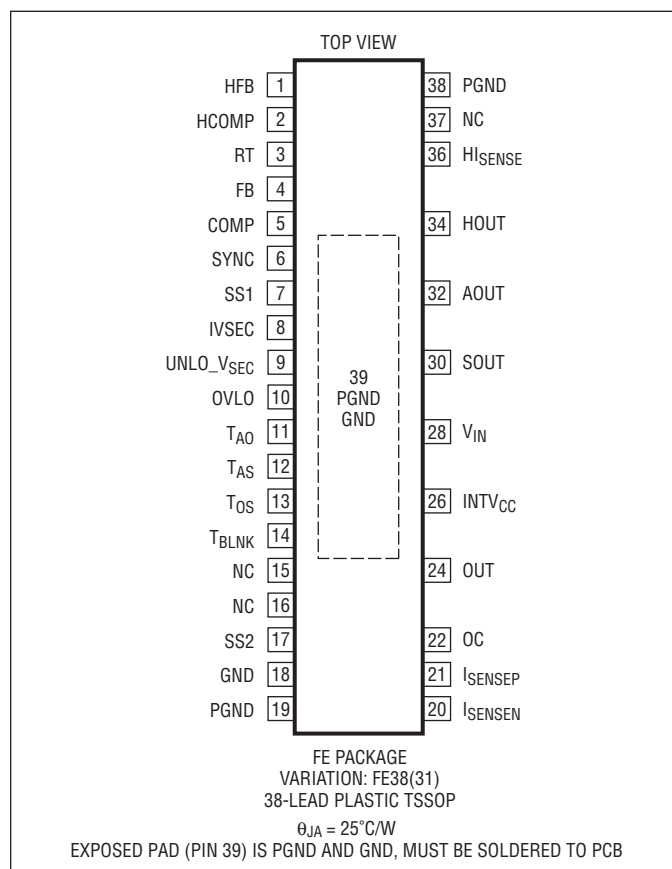 TOP VIEW
HFB 1
HCOMP 2
RT 3
FB 4
COMP 5
SYNC 6
SS1 7
IVSEC 8
UNLO_VSEC 9
OVLO 10
TAO 11
TAS 12
TOS 13
TBLNK 14
NC 15
NC 16
SS2 17
GND 18
PGND 19
39
PGND
GND
38 PGND
37 NC
36 HISENSE
34 HOUT
32 AOUT
30 SOUT
28 VIN
26 INTVCC
24 OUT
22 OC
21 ISENSEP
20 ISENSEN
FE PACKAGE
VARIATION: FE38(31)
38-LEAD PLASTIC TSSOP
θJA = 25°C/W
EXPOSED PAD (PIN 39) IS PGND AND GND, MUST BE SOLDERED TO PCB